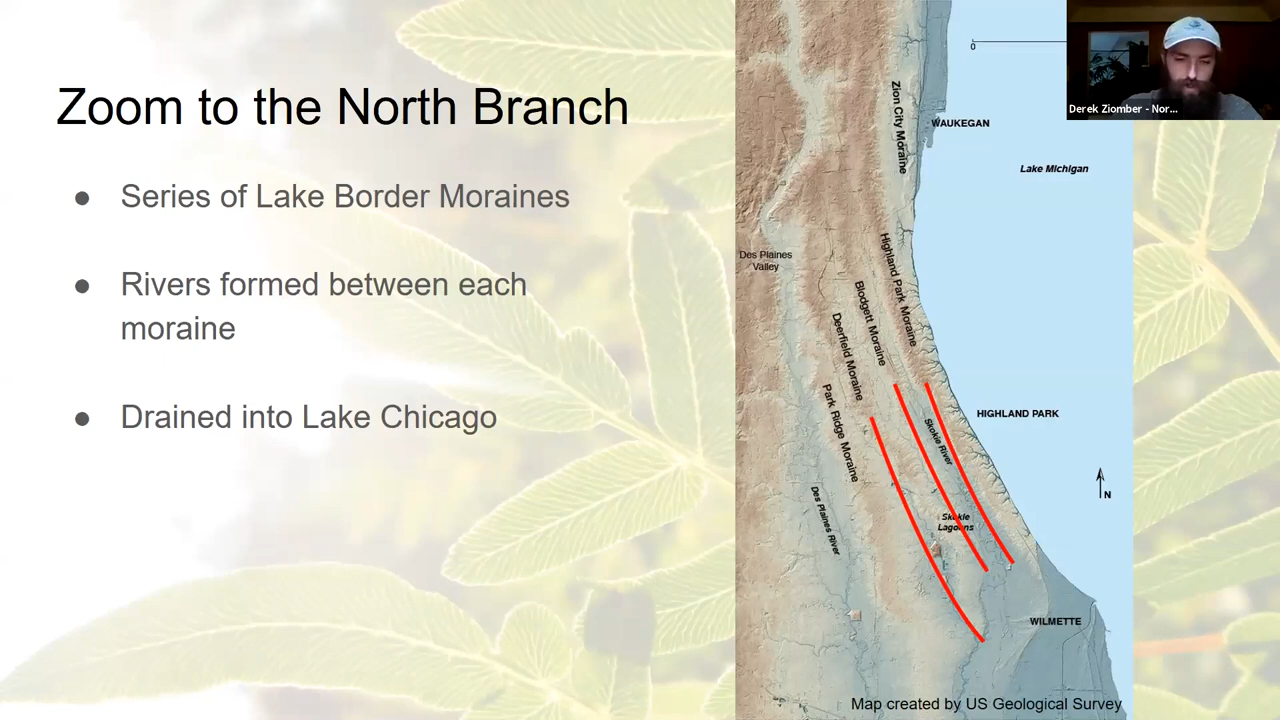 Zoom to the North Branch
● Series of Lake Border Moraines
● Rivers formed between each
moraine
● Drained into Lake Chicago
0
Derek Ziomber - Nor...
Zion City Moraine
WAUKEGAN
Lake Michigan
Des Plaines
Valley
Highland Park Moraine
Blodgett Moraine
Deerfield Moraine
Park Ridge Moraine
HIGHLAND PARK
Skokie River
N
Des Plaines River
Skokie
Lagoons
WILMETTE
Map created by US Geological Survey